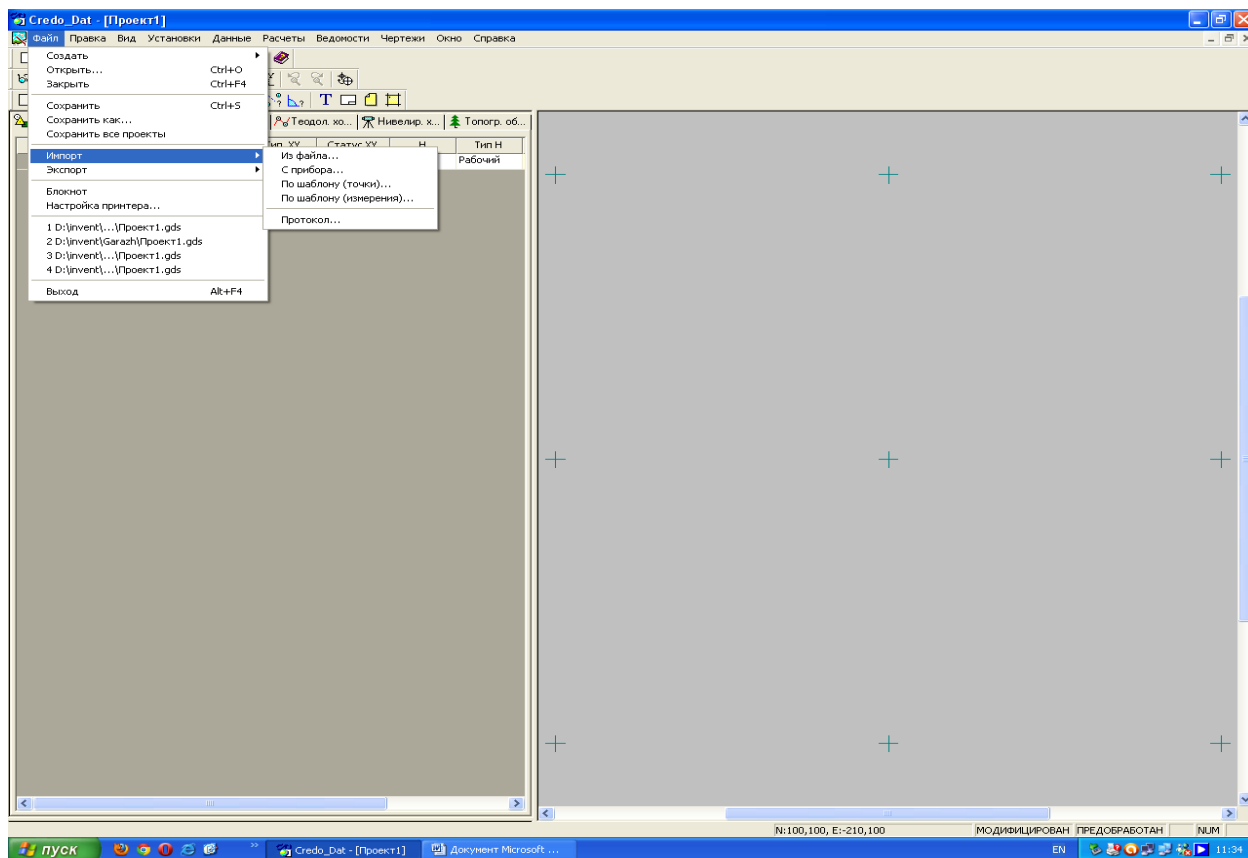 Credo_Dat - [Проект1]
Файл Правка Вид Установки Данные Расчеты Ведомости Чертежи Окно Справка
Создать
Открыть... Ctrl+O
Закрыть Ctrl+F4
Сохранить Ctrl+S
Сохранить как...
Сохранить все проекты
Импорт
Экспорт
Блокнот
Настройка принтера...
1 D:\invent\...\Проект1.gds
2 D:\invent\Garazh\Проект1.gds
3 D:\invent\...\Проект1.gds
4 D:\invent\...\Проект1.gds
Выход Alt+F4
T
Теодол. хо... Нивелир. х... Топогр. об...
Статус XY H Тип H
Рабочий
Из файла...
С прибора...
По шаблону (точки)...
По шаблону (измерения)...
Протокол...
N:100,100, E:-210,100 МОДИФИЦИРОВАН ПРЕДОБРАБОТАН NUM
пуск Credo_Dat - [Проект1] Документ Microsoft ... EN 11:34